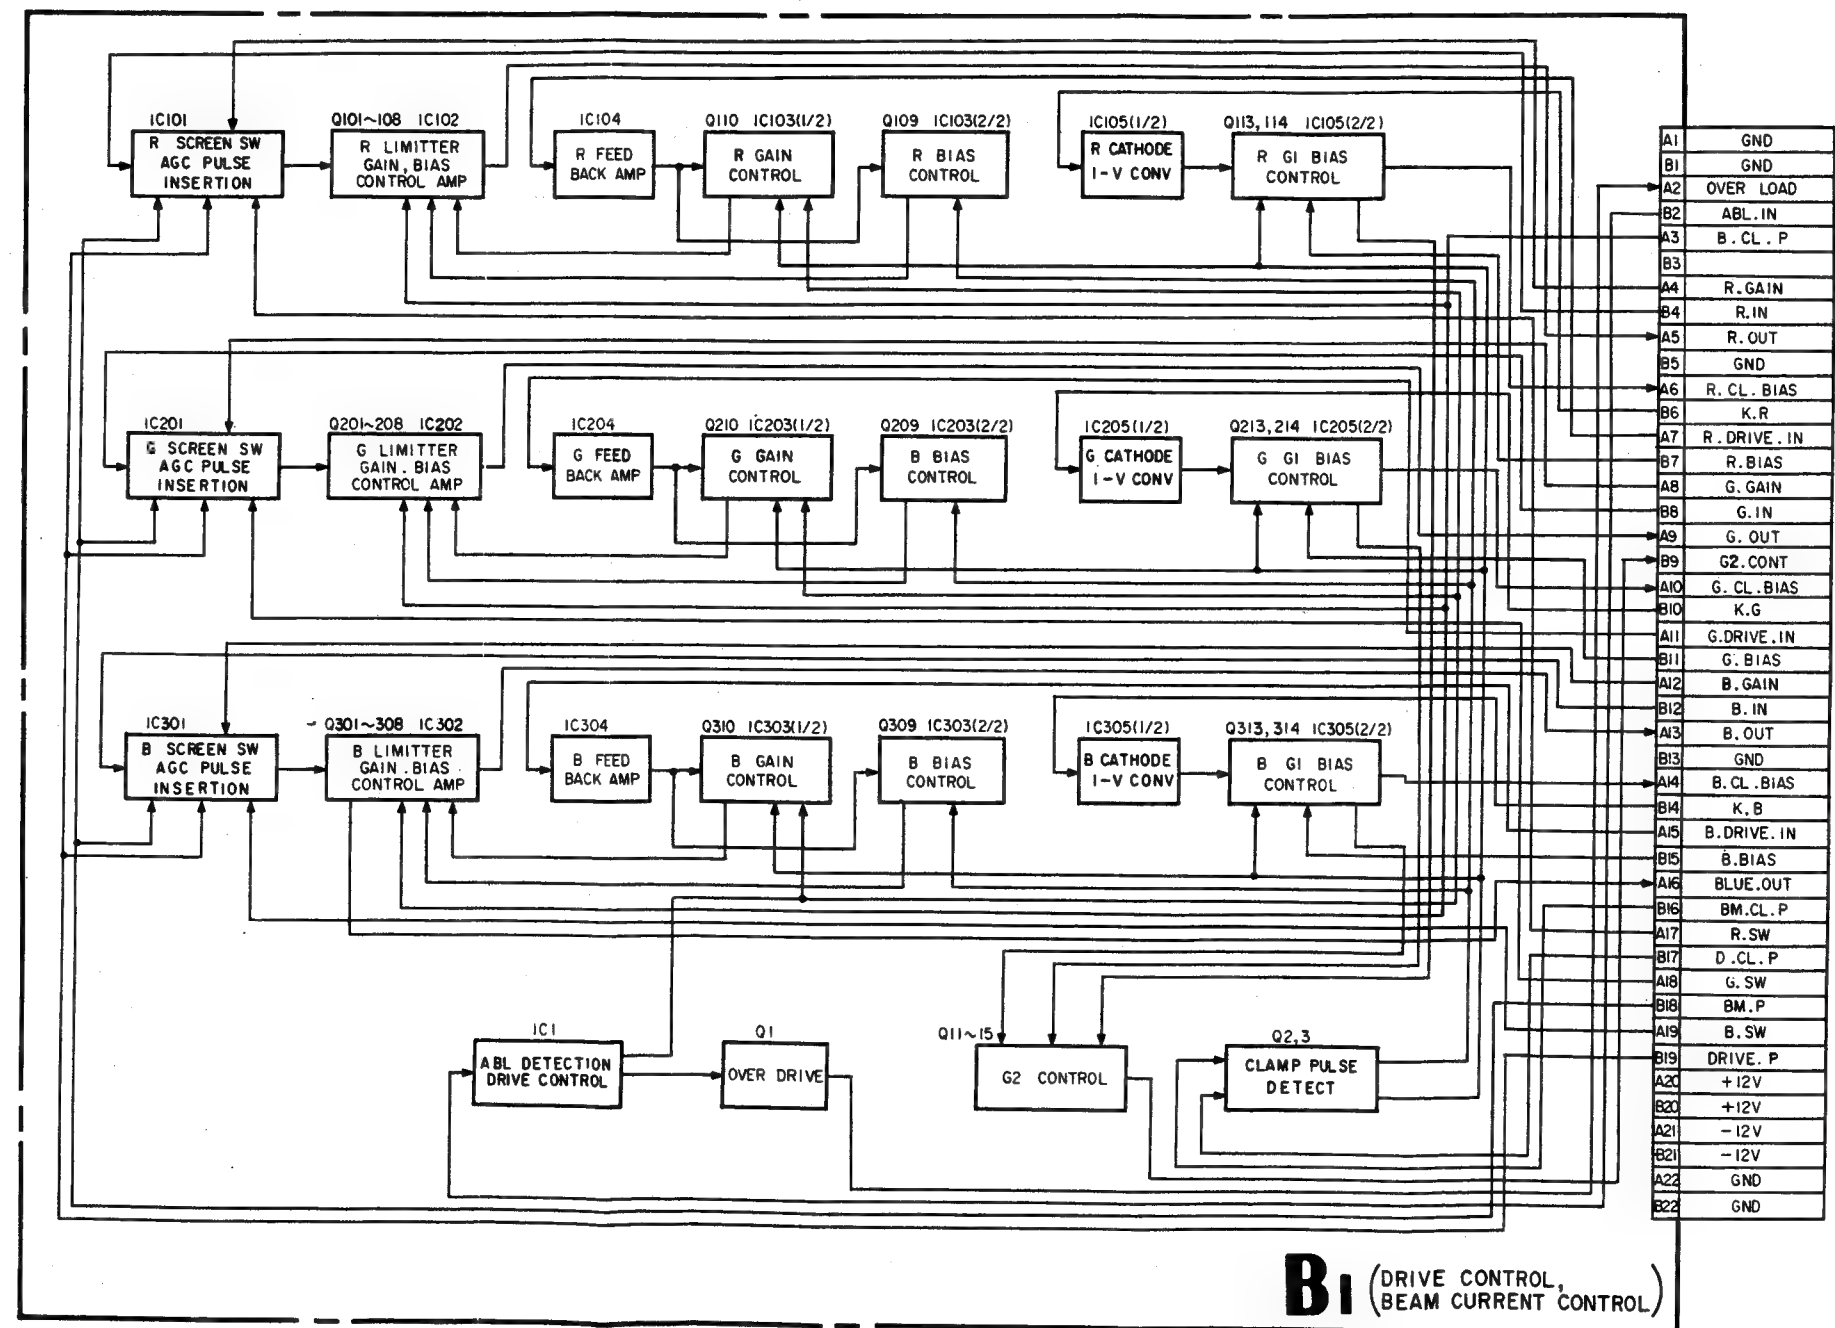 IC101
Q101~108 IC102
IC104
Q110 IC103(1/2)
Q109 IC103(2/2)
IC105(1/2)
Q113,114 IC105(2/2)
R SCREEN SW
AGC PULSE
INSERTION
R LIMITTER
GAIN, BIAS
CONTROL AMP
R FEED
BACK AMP
R GAIN
CONTROL
R BIAS
CONTROL
R CATHODE
I-V CONV
R G1 BIAS
CONTROL
IC201
Q201~208 IC202
IC204
Q210 IC203(1/2)
Q209 IC203(2/2)
IC205(1/2)
Q213,214 IC205(2/2)
G SCREEN SW
AGC PULSE
INSERTION
G LIMITTER
GAIN.BIAS
CONTROL AMP
G FEED
BACK AMP
G GAIN
CONTROL
B BIAS
CONTROL
G CATHODE
I-V CONV
G G1 BIAS
CONTROL
IC301
Q301~308 IC302
IC304
Q310 IC303(1/2)
Q309 IC303(2/2)
IC305(1/2)
Q313,314 IC305(2/2)
B SCREEN SW
AGC PULSE
INSERTION
B LIMITTER
GAIN.BIAS
CONTROL AMP
B FEED
BACK AMP
B GAIN
CONTROL
B BIAS
CONTROL
B CATHODE
I-V CONV
B G1 BIAS
CONTROL
IC1
Q1
Q11~15
Q2,3
ABL DETECTION
DRIVE CONTROL
OVER DRIVE
G2 CONTROL
CLAMP PULSE
DETECT
A1 GND
B1 GND
A2 OVER LOAD
B2 ABL.IN
A3 B.CL.P
B3
A4 R.GAIN
B4 R.IN
A5 R.OUT
B5 GND
A6 R.CL.BIAS
B6 K.R
A7 R.DRIVE.IN
B7 R.BIAS
A8 G.GAIN
B8 G.IN
A9 G.OUT
B9 G2.CONT
A10 G.CL.BIAS
B10 K.G
A11 G.DRIVE.IN
B11 G.BIAS
A12 B.GAIN
B12 B.IN
A13 B.OUT
B13 GND
A14 B.CL.BIAS
B14 K.B
A15 B.DRIVE.IN
B15 B.BIAS
A16 BLUE.OUT
B16 BM.CL.P
A17 R.SW
B17 D.CL.P
A18 G.SW
B18 BM.P
A19 B.SW
B19 DRIVE.P
A20 +12V
B20 +12V
A21 -12V
B21 -12V
A22 GND
B22 GND
B1 (DRIVE CONTROL,
BEAM CURRENT CONTROL)